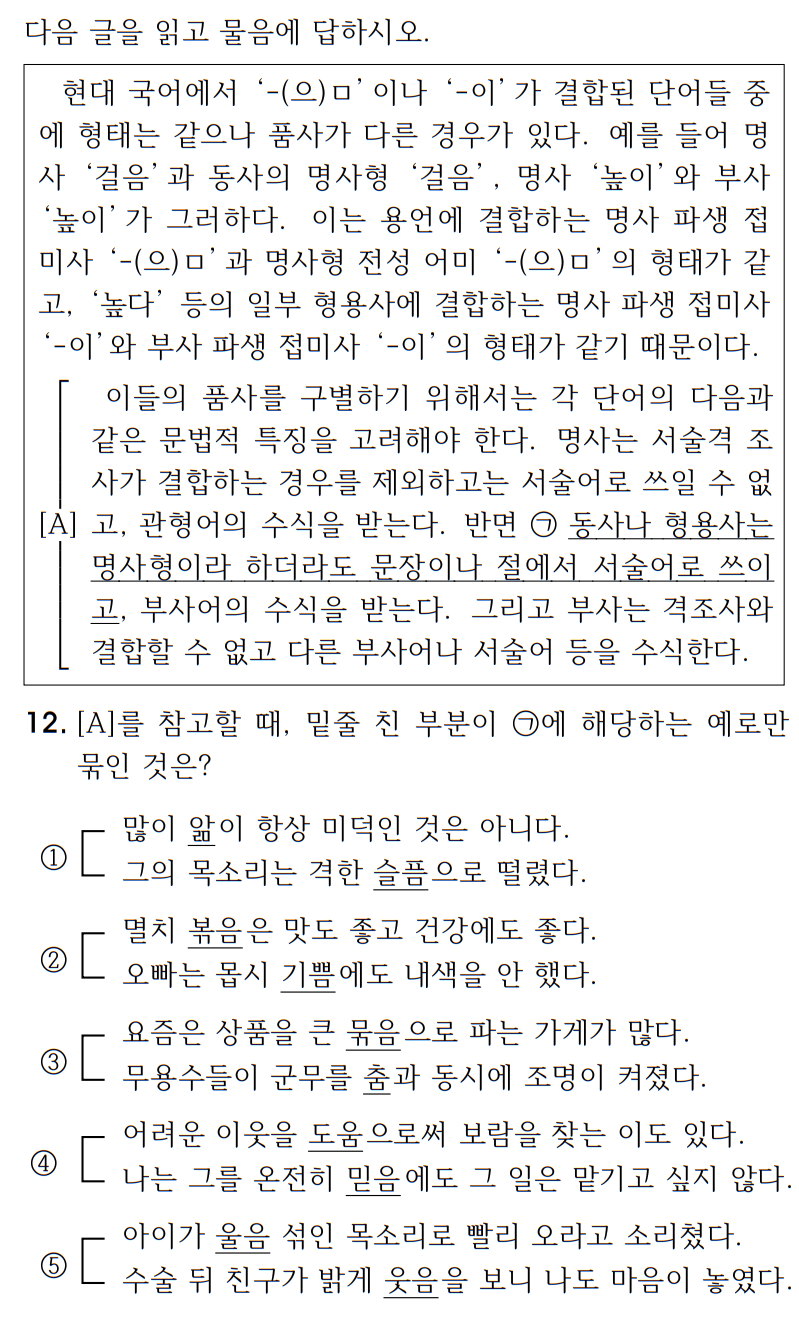 다음 글을 읽고 물음에 답하시오.
현대 국어에서 ‘-(으)ㅁ’이나 ‘-이’가 결합된 단어들 중
에 형태는 같으나 품사가 다른 경우가 있다. 예를 들어 명
사 ‘걸음’과 동사의 명사형 ‘걸음’, 명사 ‘높이’와 부사
‘높이’가 그러하다. 이는 용언에 결합하는 명사 파생 접
미사 ‘-(으)ㅁ’과 명사형 전성 어미 ‘-(으)ㅁ’의 형태가 같
고, ‘높다’ 등의 일부 형용사에 결합하는 명사 파생 접미사
‘-이’와 부사 파생 접미사 ‘-이’의 형태가 같기 때문이다.
이들의 품사를 구별하기 위해서는 각 단어의 다음과
같은 문법적 특징을 고려해야 한다. 명사는 서술격 조
사가 결합하는 경우를 제외하고는 서술어로 쓰일 수 없
[A] 고, 관형어의 수식을 받는다. 반면 ㉠ 동사나 형용사는
명사형이라 하더라도 문장이나 절에서 서술어로 쓰이
고, 부사어의 수식을 받는다. 그리고 부사는 격조사와
결합할 수 없고 다른 부사어나 서술어 등을 수식한다.
12. [A]를 참고할 때, 밑줄 친 부분이 ㉠에 해당하는 예로만
묶인 것은?
① 많이 앎이 항상 미덕인 것은 아니다.
그의 목소리는 격한 슬픔으로 떨렸다.
② 멸치 볶음은 맛도 좋고 건강에도 좋다.
오빠는 몹시 기쁨에도 내색을 안 했다.
③ 요즘은 상품을 큰 묶음으로 파는 가게가 많다.
무용수들이 군무를 춤과 동시에 조명이 켜졌다.
④ 어려운 이웃을 도움으로써 보람을 찾는 이도 있다.
나는 그를 온전히 믿음에도 그 일은 맡기고 싶지 않다.
⑤ 아이가 울음 섞인 목소리로 빨리 오라고 소리쳤다.
수술 뒤 친구가 밝게 웃음을 보니 나도 마음이 놓였다.